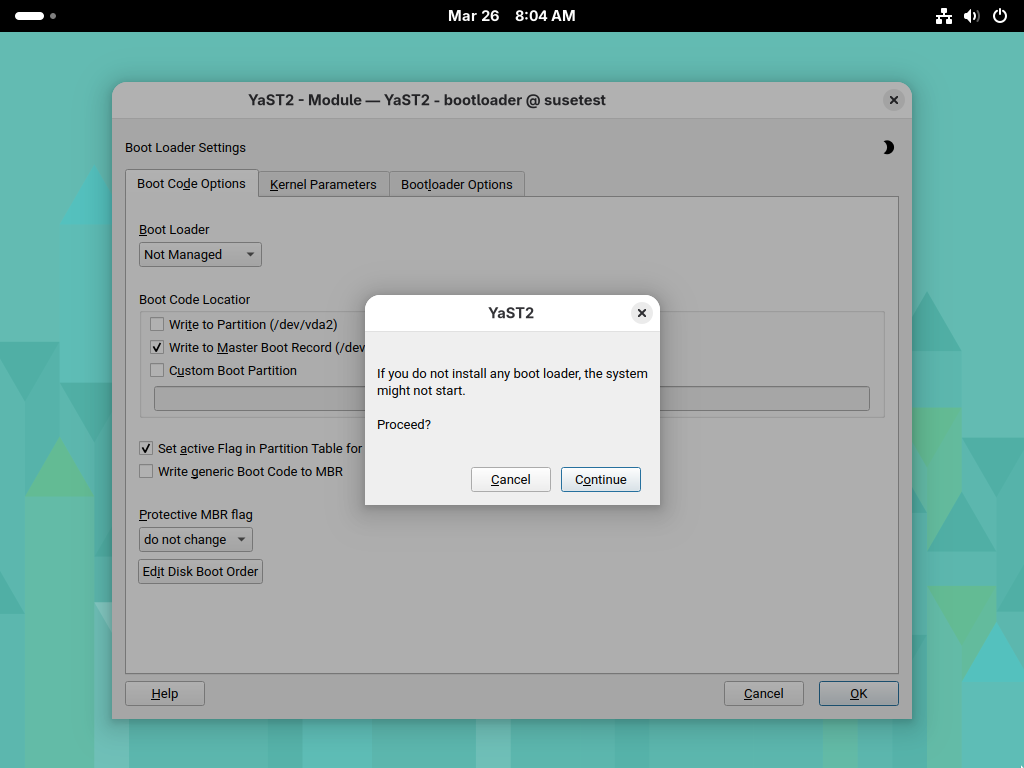 Mar 26 8:04 AM
YaST2 - Module — YaST2 - bootloader @ susetest
Boot Loader Settings
Boot Code Options
Kernel Parameters
Bootloader Options
Boot Loader
Not Managed
Boot Code Locatior
Write to Partition (/dev/vda2)
Write to Master Boot Record (/dev
Custom Boot Partition
Set active Flag in Partition Table for
Write generic Boot Code to MBR
Protective MBR flag
do not change
Edit Disk Boot Order
YaST2
If you do not install any boot loader, the system
might not start.
Proceed?
Cancel
Continue
Help
Cancel
OK